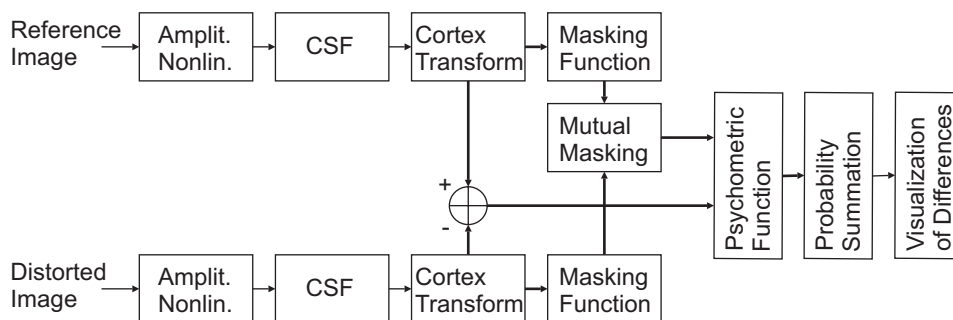 Reference
Image
Amplit.
Nonlin.
CSF
Cortex
Transform
Masking
Function
Mutual
Masking
+
-
Psychometric
Function
Probability
Summation
Visualization
of Differences
Distorted
Image
Amplit.
Nonlin.
CSF
Cortex
Transform
Masking
Function